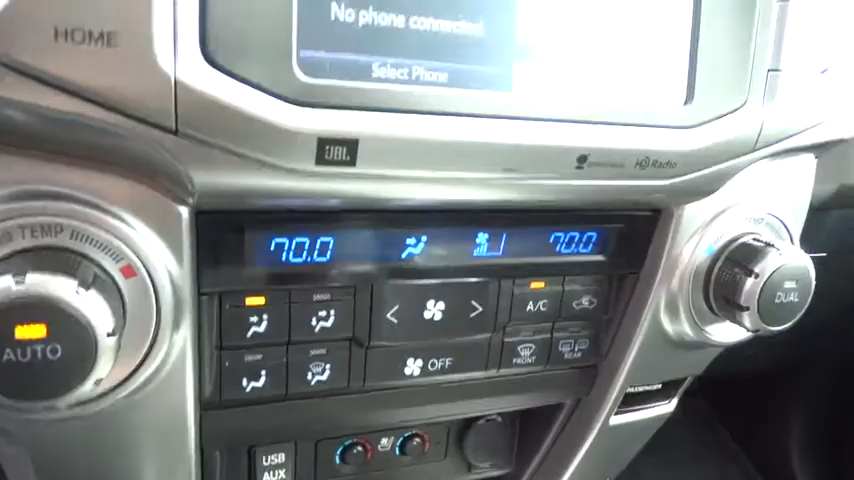 No phone connected
HOME
Select Phone
JBL
HD Radio
TEMP
70.0
70.0
AUTO
A/C
DUAL
OFF
FRONT
REAR
PASSENGER
USB
AUX